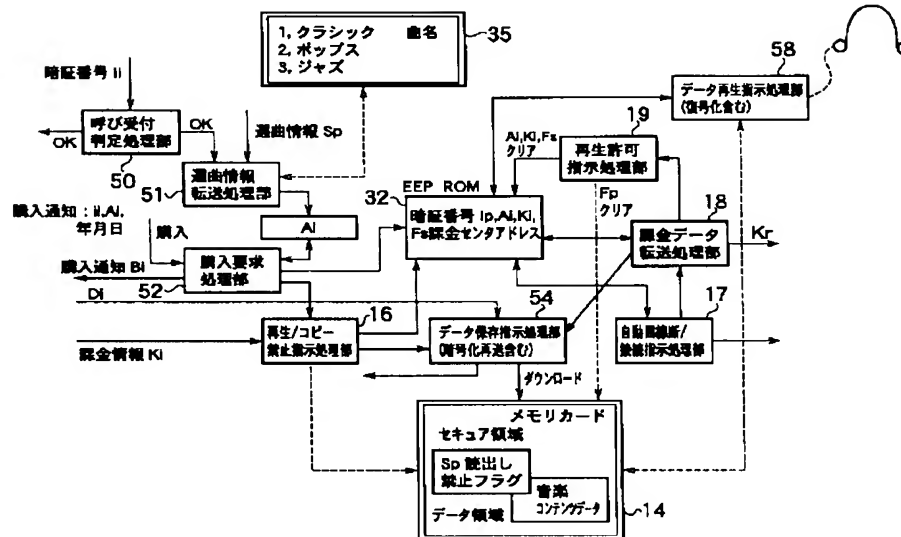 1, クラシック 曲名
2, ポップス
3, ジャズ
35
58
データ再生指示処理部
(復号化含む)
暗証番号 Ii
呼び受付
判定処理部
OK
OK
50
選曲情報 Sp
選曲情報
転送処理部
51
Ai,Ki,Fs
クリア
19
再生許可
指示処理部
Fp
クリア
EEP ROM
32
暗証番号 Ip,Ai,Ki,
Fs課金センタアドレス
18
課金データ
転送処理部
Kr
購入通知:Ii,Ai,
年月日
購入
Ai
購入要求
処理部
52
購入通知 Bi
Di
16
再生/コピー
禁止指示処理部
54
データ保存指示処理部
(暗号化再送含む)
17
自動回線断/
接続指示処理部
課金情報 Ki
ダウンロード
メモリカード
セキュア領域
Sp 読出し
禁止フラグ
音楽
コンテンツデータ
データ領域
14